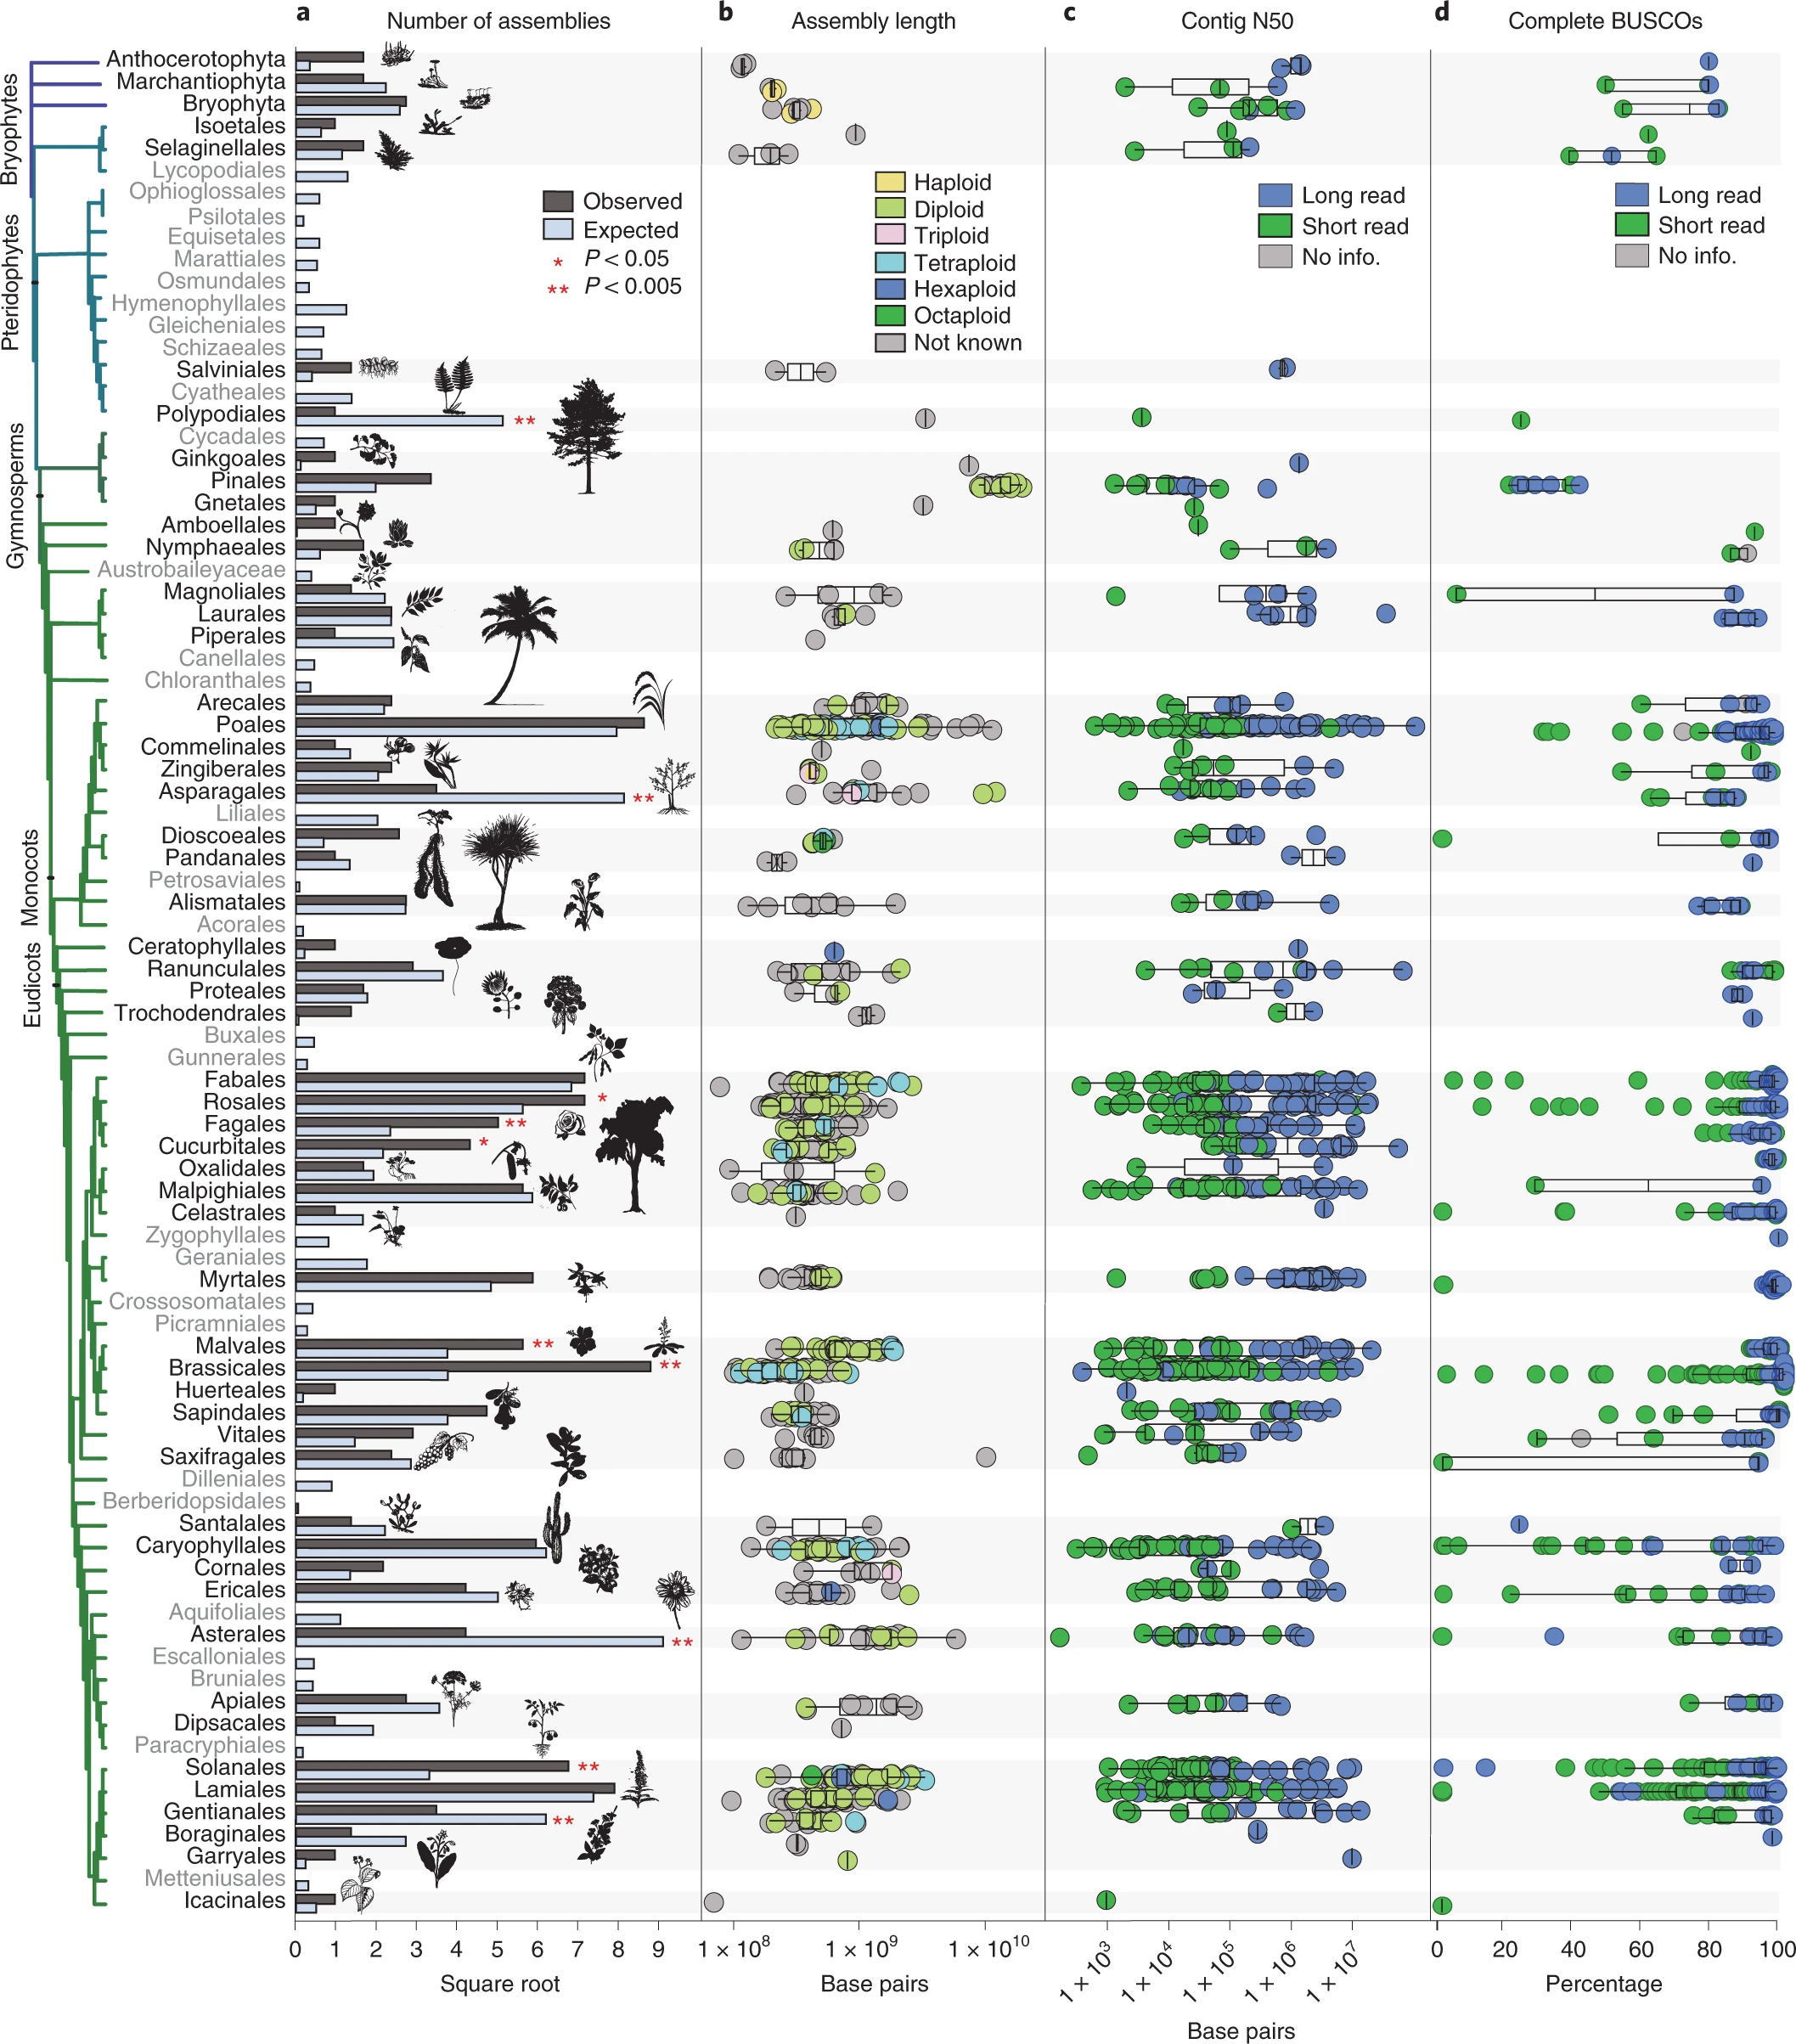 a Number of assemblies
b Assembly length
c Contig N50
d Complete BUSCOs
Bryophytes
Pteridophytes
Gymnosperms
Monocots
Eudicots
Anthocerotophyta
Marchantiophyta
Bryophyta
Isoetales
Selaginellales
Lycopodiales
Ophioglossales
Psilotales
Equisetales
Marattiales
Osmundales
Hymenophyllales
Gleicheniales
Schizaeales
Salviniales
Cyatheales
Polypodiales
Cycadales
Ginkgoales
Pinales
Gnetales
Amboellales
Nymphaeales
Austrobaileyaceae
Magnoliales
Laurales
Piperales
Canellales
Chloranthales
Arecales
Poales
Commelinales
Zingiberales
Asparagales
Liliales
Dioscoeales
Pandanales
Petrosaviales
Alismatales
Acorales
Ceratophyllales
Ranunculales
Proteales
Trochodendrales
Buxales
Gunnerales
Fabales
Rosales
Fagales
Cucurbitales
Oxalidales
Malpighiales
Celastrales
Zygophyllales
Geraniales
Myrtales
Crossosomatales
Picramniales
Malvales
Brassicales
Huerteales
Sapindales
Vitales
Saxifragales
Dilleniales
Berberidopsidales
Santalales
Caryophyllales
Cornales
Ericales
Aquifoliales
Asterales
Escalloniales
Bruniales
Apiales
Dipsacales
Paracryphiales
Solanales
Lamiales
Gentianales
Boraginales
Garryales
Metteniusales
Icacinales
Observed
Expected
* P < 0.05
** P < 0.005
**
**
*
**
*
**
**
**
**
**
Haploid
Diploid
Triploid
Tetraploid
Hexaploid
Octaploid
Not known
Long read
Short read
No info.
Long read
Short read
No info.
0 1 2 3 4 5 6 7 8 9
Square root
1 × 10⁸ 1 × 10⁹ 1 × 10¹⁰
Base pairs
1 × 10³ 1 × 10⁴ 1 × 10⁵ 1 × 10⁶ 1 × 10⁷
Base pairs
0 20 40 60 80 100
Percentage